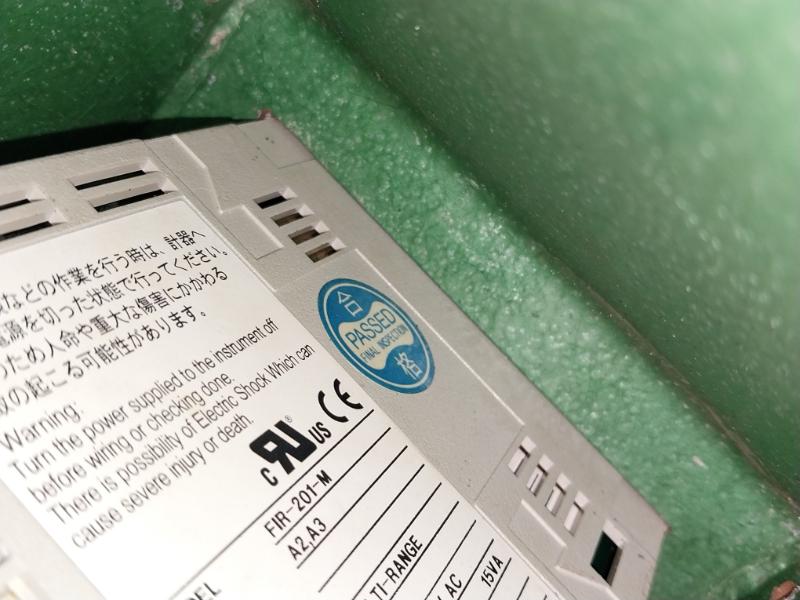 などの作業を行う時は、計器へ
電源を切った状態で行ってください。
ため人命や重大な傷害にかかわる
の起こる可能性があります。
Warning:
Turn the power supplied to the instrument off
before wiring or checking done.
There is possibility of Electric Shock Which can
cause severe injury or death.
C RU ® US CE
FIR-201-M
A2,A3
TI-RANGE
AC 15VA
合
PASSED
FINAL INSPECTION
格